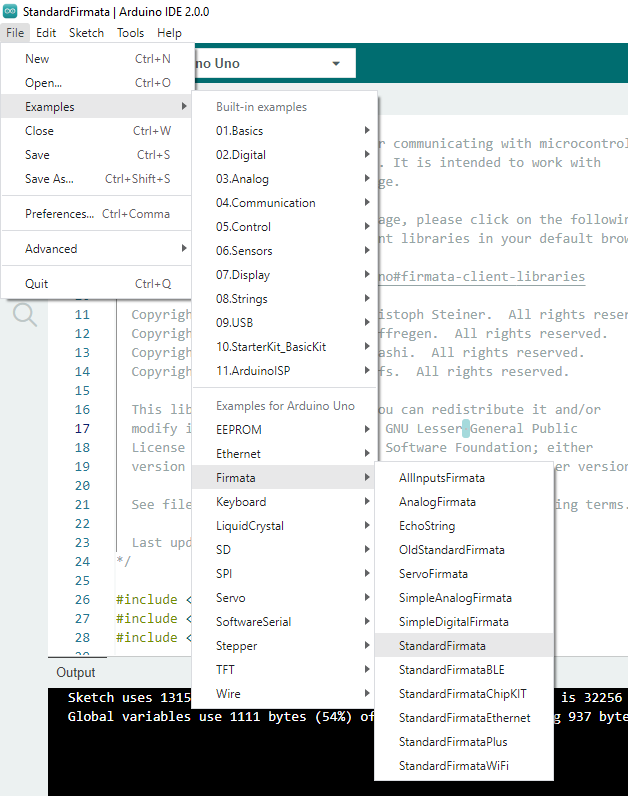 StandardFirmata | Arduino IDE 2.0.0
File Edit Sketch Tools Help
New Ctrl+N
Open... Ctrl+O
Examples
Close Ctrl+W
Save Ctrl+S
Save As... Ctrl+Shift+S
Preferences... Ctrl+Comma
Advanced
Quit Ctrl+Q
no Uno
Built-in examples
01.Basics
02.Digital
03.Analog
04.Communication
05.Control
06.Sensors
07.Display
08.Strings
09.USB
10.StarterKit_BasicKit
11.ArduinoISP
Examples for Arduino Uno
EEPROM
Ethernet
Firmata
Keyboard
LiquidCrystal
SD
SPI
Servo
SoftwareSerial
Stepper
TFT
Wire
AllInputsFirmata
AnalogFirmata
EchoString
OldStandardFirmata
ServoFirmata
SimpleAnalogFirmata
SimpleDigitalFirmata
StandardFirmata
StandardFirmataBLE
StandardFirmataChipKIT
StandardFirmataEthernet
StandardFirmataPlus
StandardFirmataWiFi
r communicating with microcontrol
. It is intended to work with
ge.
age, please click on the followin
nt libraries in your default brow
no#firmata-client-libraries
11 Copyrigh istoph Steiner. All rights reser
12 Copyrigh ffregen. All rights reserved.
13 Copyrigh ashi. All rights reserved.
14 Copyrigh fs. All rights reserved.
15
16 This lib ou can redistribute it and/or
17 modify i GNU Lesser General Public
18 License Software Foundation; either
19 version er version
20
21 See file ing terms.
22
23 Last upd
24 */
25
26 #include <
27 #include <
28 #include <
Output
Sketch uses 1315 is 32256
Global variables use 1111 bytes (54%) of g 937 byte